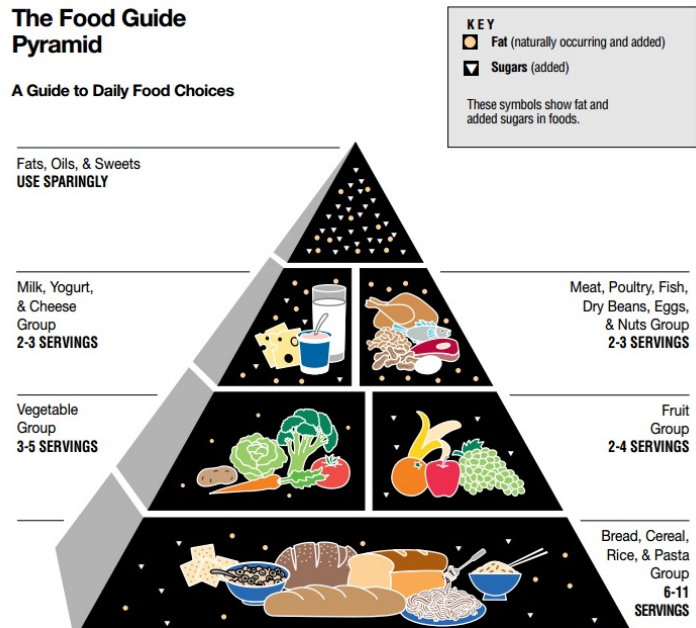 The Food Guide
Pyramid
A Guide to Daily Food Choices
KEY
Fat (naturally occurring and added)
Sugars (added)
These symbols show fat and
added sugars in foods.
Fats, Oils, & Sweets
USE SPARINGLY
Milk, Yogurt,
& Cheese
Group
2-3 SERVINGS
Meat, Poultry, Fish,
Dry Beans, Eggs,
& Nuts Group
2-3 SERVINGS
Vegetable
Group
3-5 SERVINGS
Fruit
Group
2-4 SERVINGS
Bread, Cereal,
Rice, & Pasta
Group
6-11
SERVINGS